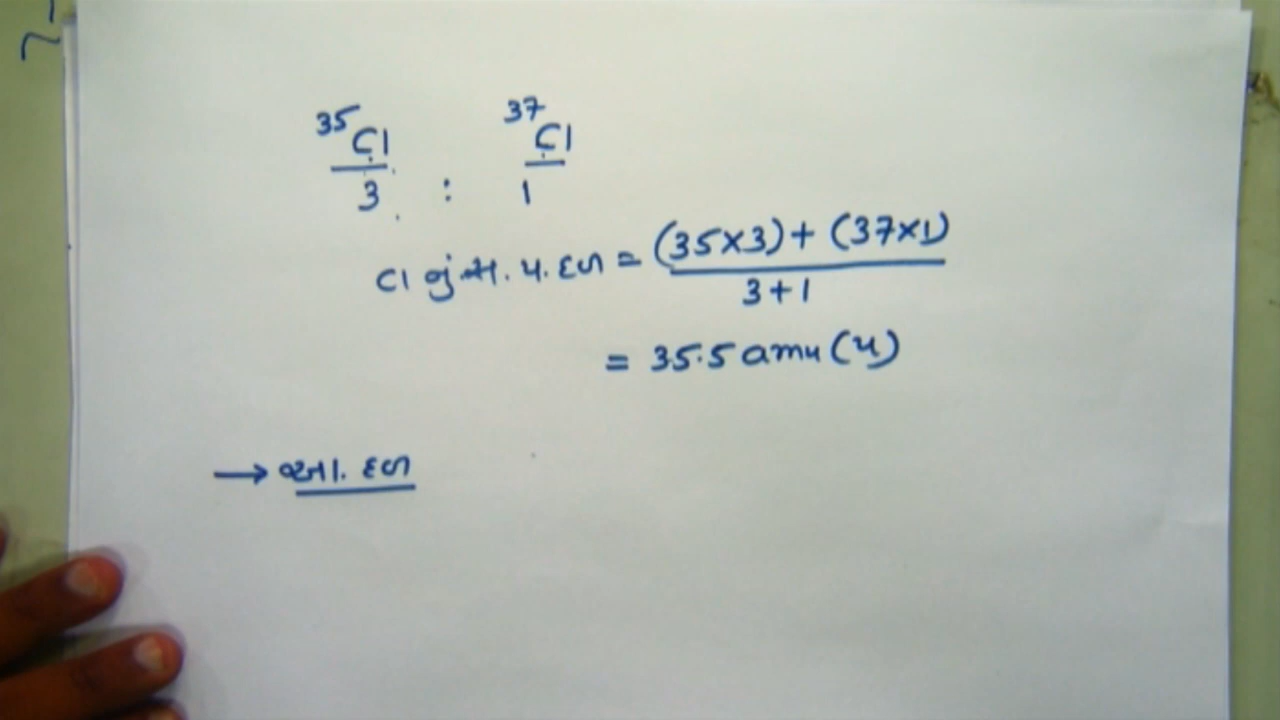 35Cl 37Cl
3 : 1
Cl નું સ. પ. દળ = (35×3) + (37×1)
3 + 1
= 35.5 amu (u)
→ આ. દળ